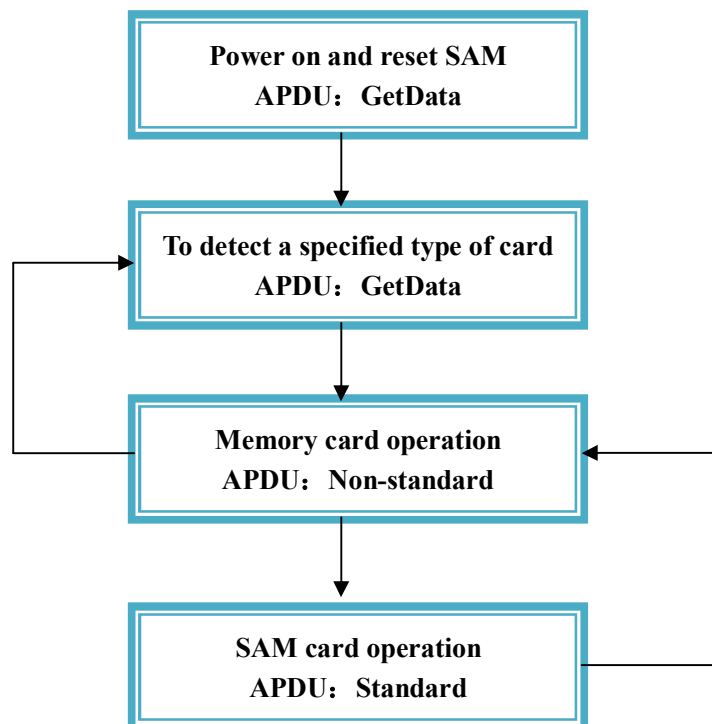 Power on and reset SAM
APDU：GetData
To detect a specified type of card
APDU：GetData
Memory card operation
APDU：Non-standard
SAM card operation
APDU：Standard